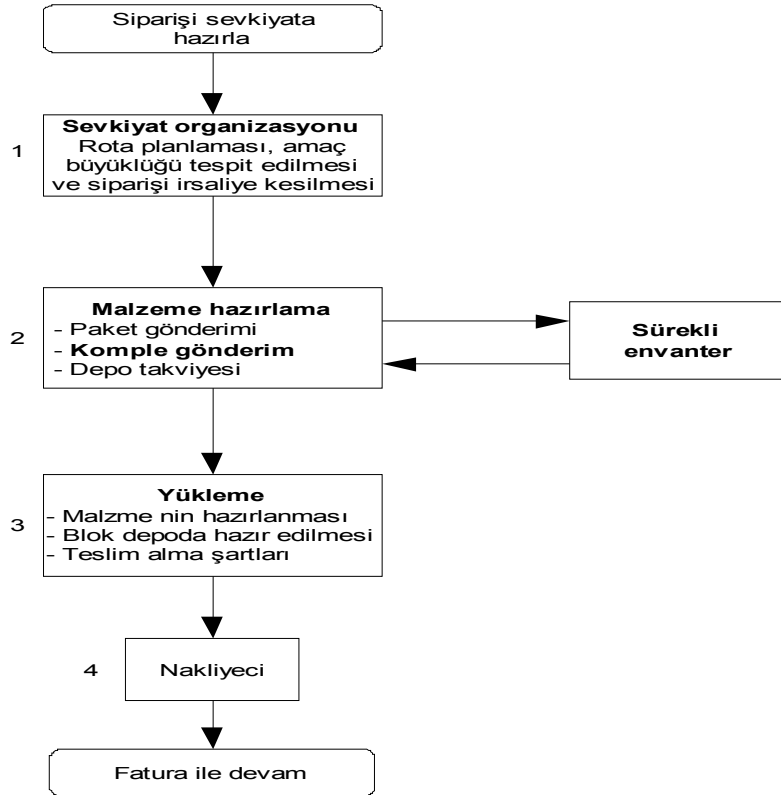 Siparişi sevkiyata
hazırla
1
Sevkiyat organizasyonu
Rota planlaması, amaç
büyüklüğü tespit edilmesi
ve siparişi irsaliye kesilmesi
2
Malzeme hazırlama
- Paket gönderimi
- Komple gönderim
- Depo takviyesi
Sürekli
envanter
3
Yükleme
- Malzme nin hazırlanması
- Blok depoda hazır edilmesi
- Teslim alma şartları
4
Nakliyeci
Fatura ile devam